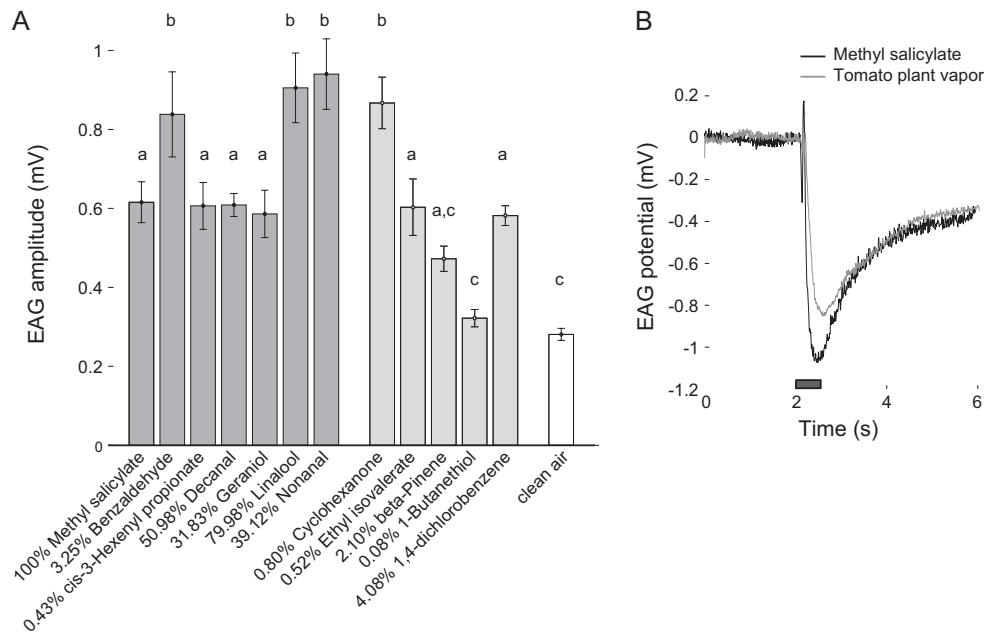 A
b b b b
1
a a a a a a
0.8
a,c
0.6
c c
0.4
0.2
0
EAG amplitude (mV)
100% Methyl salicylate
3.25% Benzaldehyde
0.43% cis-3-Hexenyl propionate
50.98% Decanal
31.83% Geraniol
79.98% Linalool
39.12% Nonanal
0.80% Cyclohexanone
0.52% Ethyl isovalerate
2.10% beta-Pinene
0.08% 1-Butanethiol
4.08% 1,4-dichlorobenzene
clean air
B
Methyl salicylate
Tomato plant vapor
0.2
0
-0.2
-0.4
-0.6
-0.8
-1
-1.2
EAG potential (mV)
0 2 4 6
Time (s)